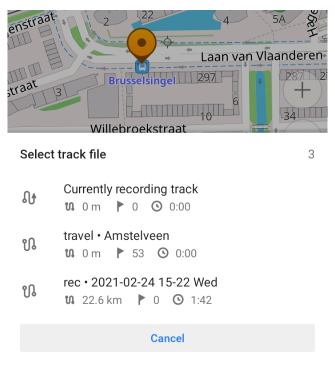 enstraat
2
22
4
5A
Hage
Laan van Vlaanderen
Brusselsingel
297
287
2
straat
3
6
10
34
Willebroekstraat
Select track file 3
Currently recording track
0 m 0 0:00
travel • Amstelveen
0 m 53 0:00
rec • 2021-02-24 15-22 Wed
22.6 km 0 1:42
Cancel